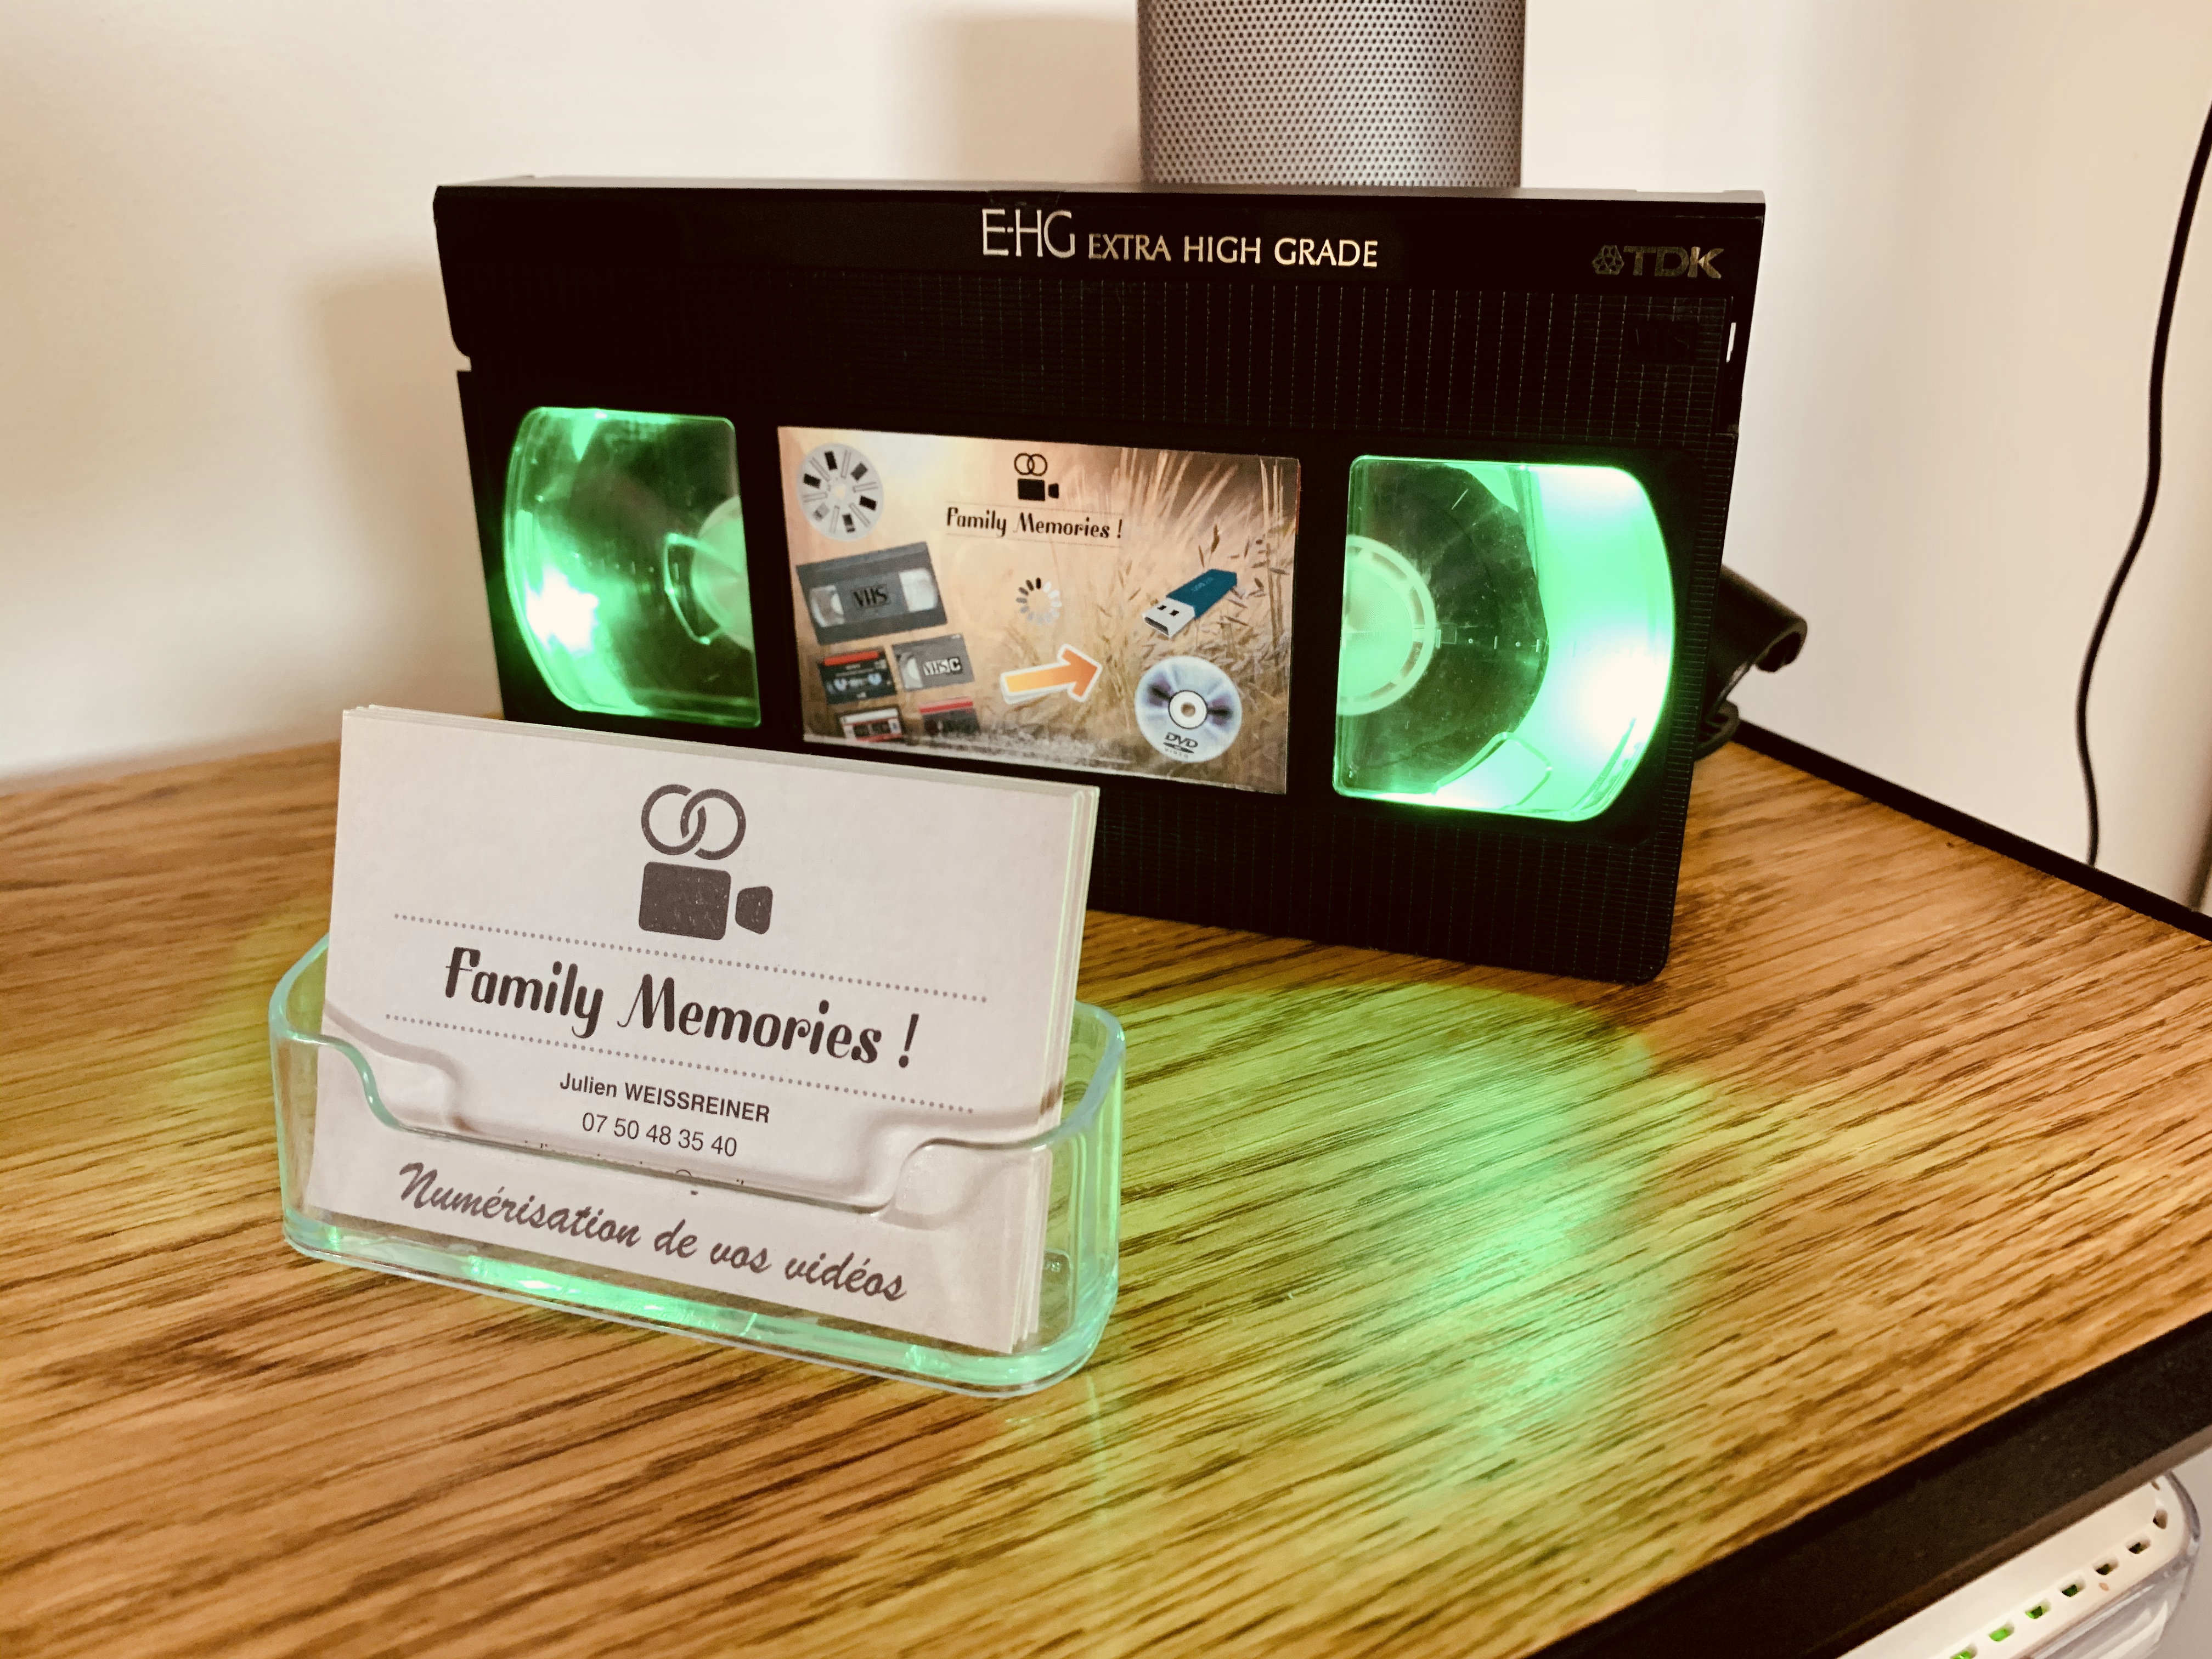 E-HG EXTRA HIGH GRADE
TDK
Family Memories !
VHS
VHS C
DVD
VIDEO
Family Memories !
Julien WEISSREINER
07 50 48 35 40
Numérisation de vos vidéos